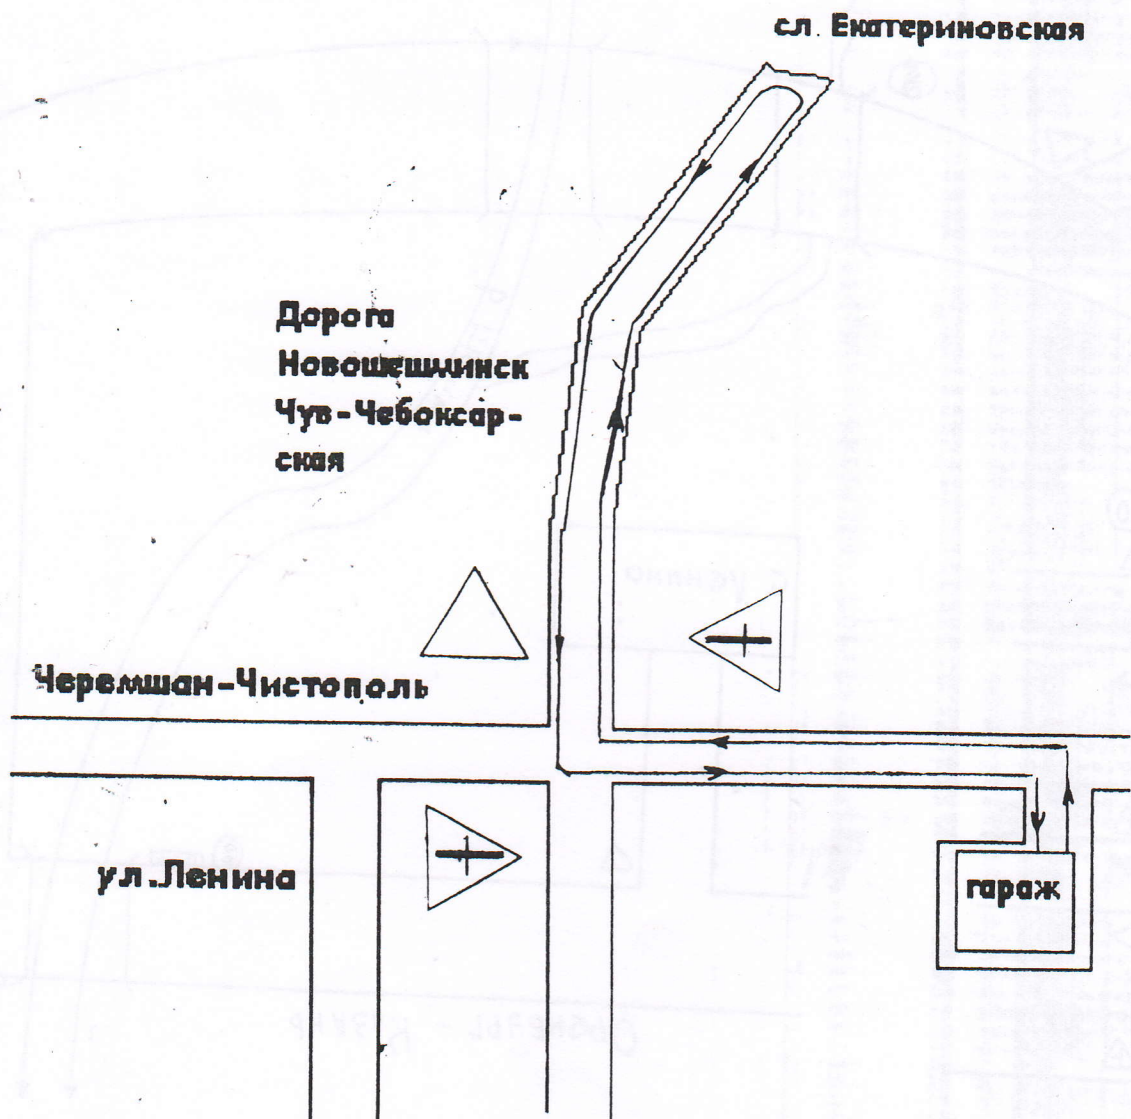 сл. Екатериновская
Дорога
Новошешминск
Чув-Чебоксар-
ская
Черемшан-Чистополь
ул.Ленина
гараж